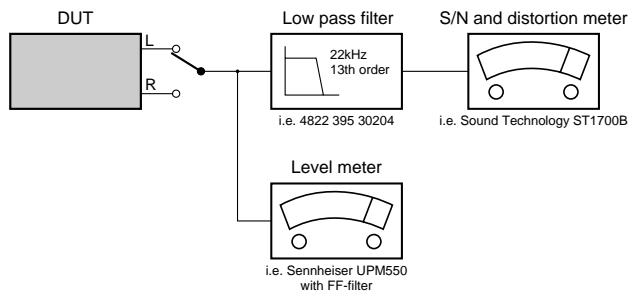 DUT
L
R
Low pass filter
22kHz
13th order
i.e. 4822 395 30204
S/N and distortion meter
i.e. Sound Technology ST1700B
Level meter
i.e. Sennheiser UPM550
with FF-filter